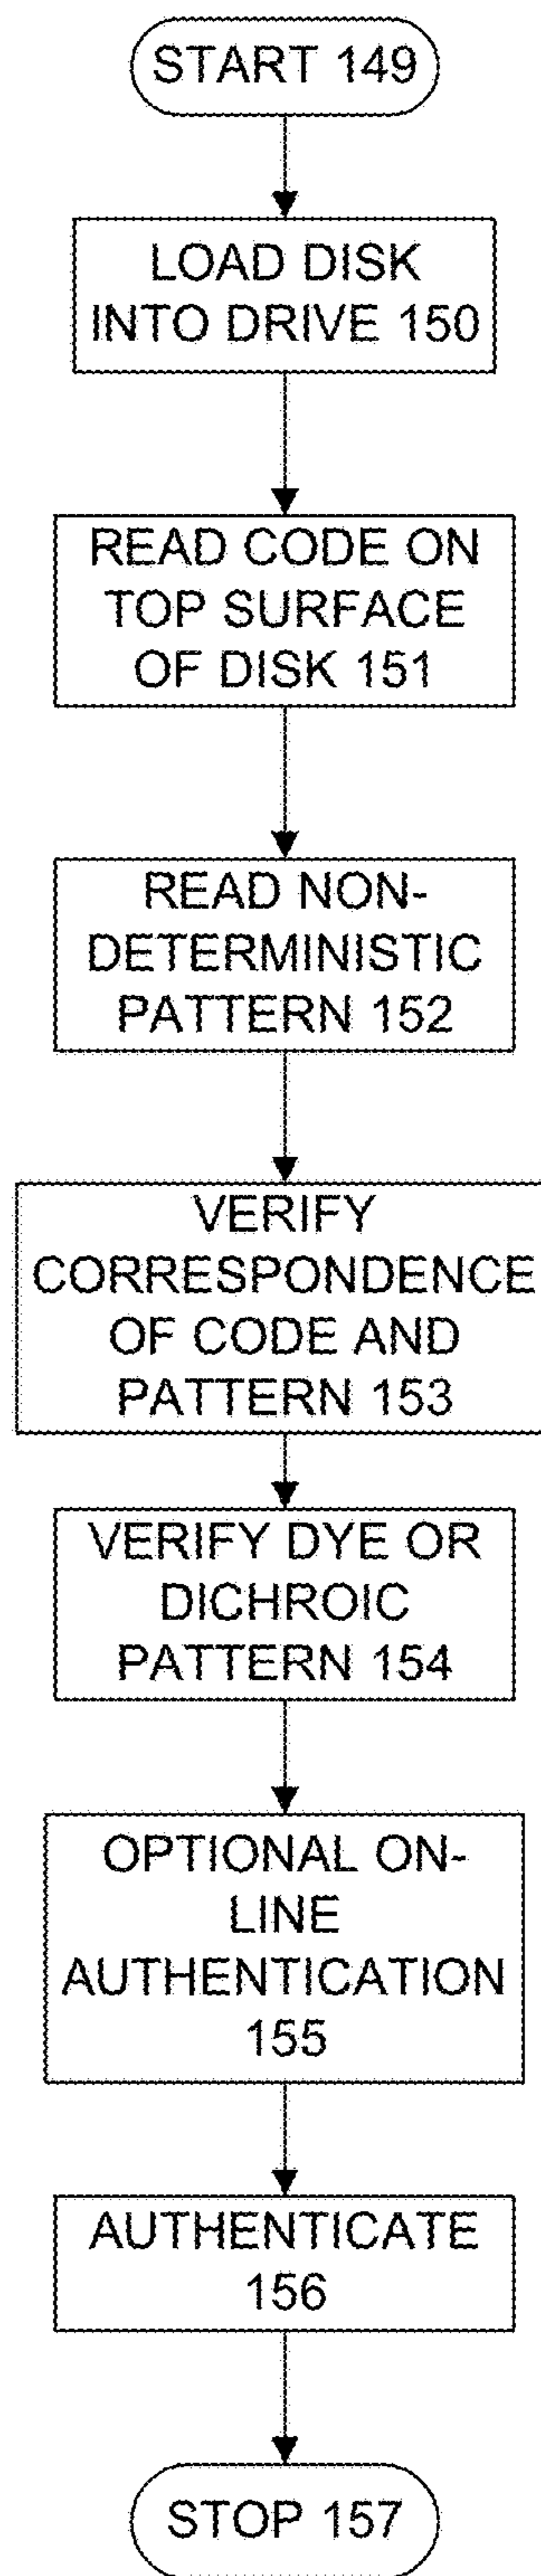 START 149
LOAD DISK
INTO DRIVE 150
READ CODE ON
TOP SURFACE
OF DISK 151
READ NON-
DETERMINISTIC
PATTERN 152
VERIFY
CORRESPONDENCE
OF CODE AND
PATTERN 153
VERIFY DYE OR
DICHROIC
PATTERN 154
OPTIONAL ON-
LINE
AUTHENTICATION
155
AUTHENTICATE
156
STOP 157